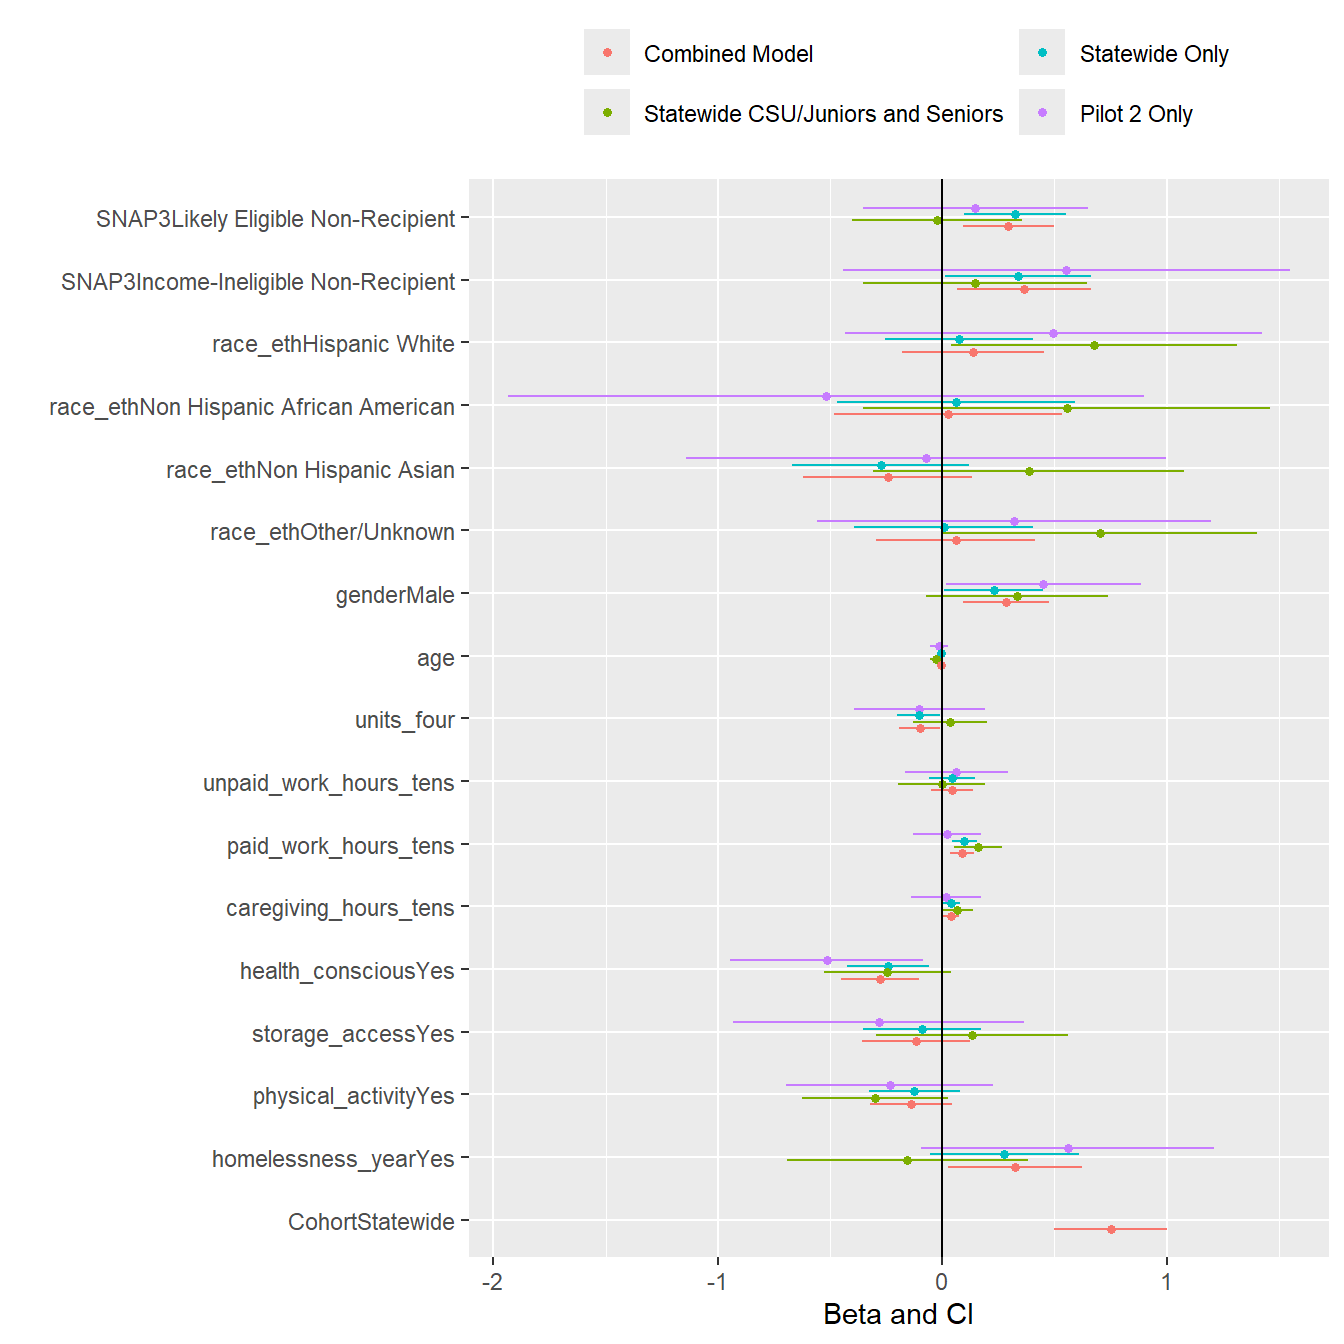 Combined Model
Statewide Only
Statewide CSU/Juniors and Seniors
Pilot 2 Only
SNAP3Likely Eligible Non-Recipient
SNAP3Income-Ineligible Non-Recipient
race_ethHispanic White
race_ethNon Hispanic African American
race_ethNon Hispanic Asian
race_ethOther/Unknown
genderMale
age
units_four
unpaid_work_hours_tens
paid_work_hours_tens
caregiving_hours_tens
health_consciousYes
storage_accessYes
physical_activityYes
homelessness_yearYes
CohortStatewide
-2
-1
0
1
Beta and CI